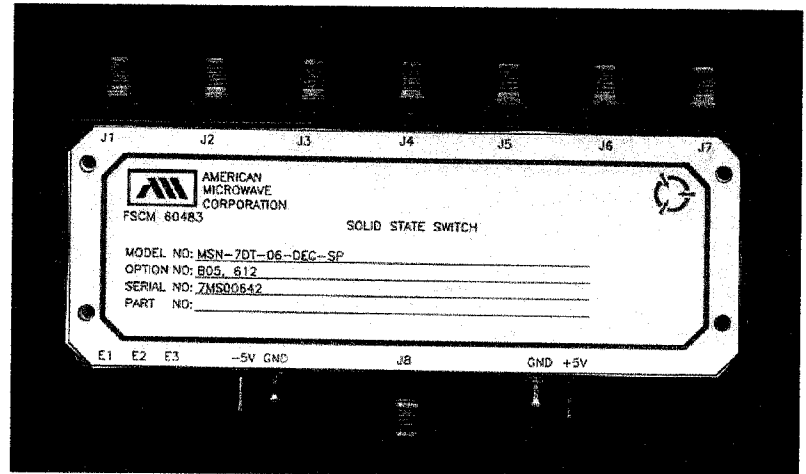 J1 J2 J3 J4 J5 J6 J7
AMERICAN
MICROWAVE
CORPORATION
FSCM 60483
SOLID STATE SWITCH
MODEL NO: MSN-7DT-06-DEC-SP
OPTION NO: B05, 612
SERIAL NO: 7MS00642
PART NO:
E1 E2 E3 -5V GND J8 GND +5V